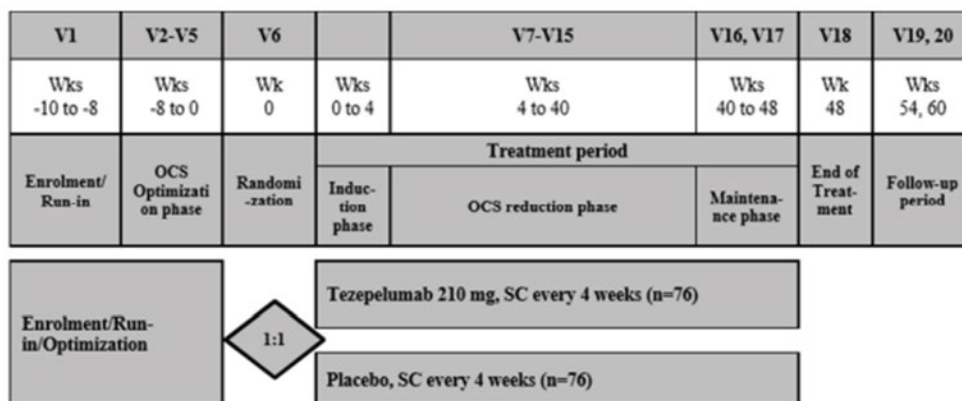 V1 V2-V5 V6 V7-V15 V16, V17 V18 V19, 20
Wks Wks Wk Wks Wks Wks Wk Wks
-10 to -8 -8 to 0 0 0 to 4 4 to 40 40 to 48 48 54, 60
Treatment period
Enrolment/
Run-in
OCS
Optimizati
on phase
Randomi
-zation
Induc-
tion
phase
OCS reduction phase
Maintena-
nce phase
End of
Treat-
ment
Follow-up
period
Enrolment/Run-
in/Optimization
1:1
Tezepelumab 210 mg, SC every 4 weeks (n=76)
Placebo, SC every 4 weeks (n=76)